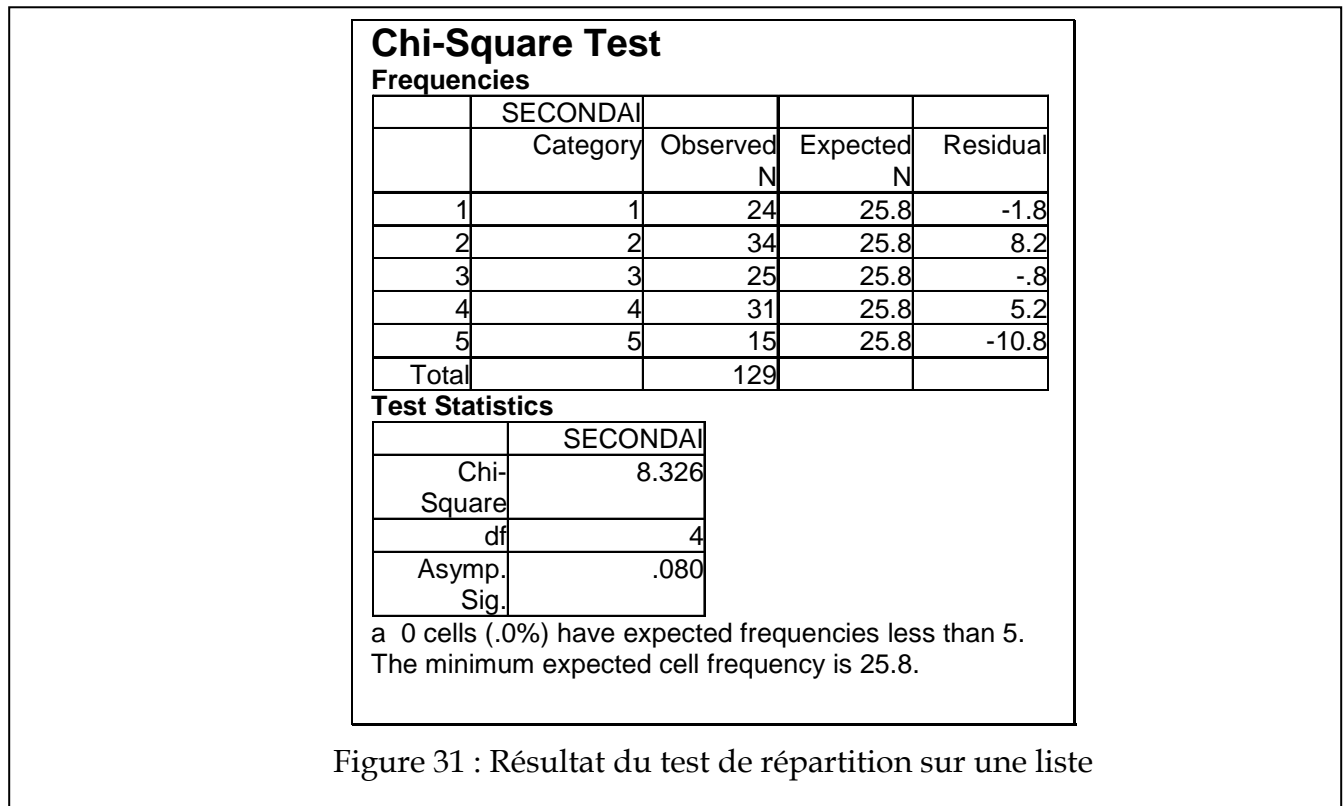 Chi-Square Test
Frequencies
SECONDAI
Category Observed N Expected N Residual
1 1 24 25.8 -1.8
2 2 34 25.8 8.2
3 3 25 25.8 -.8
4 4 31 25.8 5.2
5 5 15 25.8 -10.8
Total 129
Test Statistics
SECONDAI
Chi-Square 8.326
df 4
Asymp. Sig. .080
a 0 cells (.0%) have expected frequencies less than 5.
The minimum expected cell frequency is 25.8.
Figure 31 : Résultat du test de répartition sur une liste